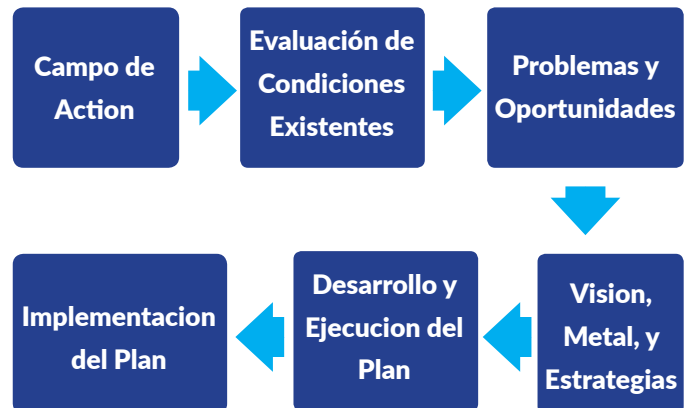 Campo de
Action
Evaluación de
Condiciones
Existentes
Problemas y
Oportunidades
Vision,
Metal, y
Estrategias
Desarrollo y
Ejecucion del
Plan
Implementacion
del Plan